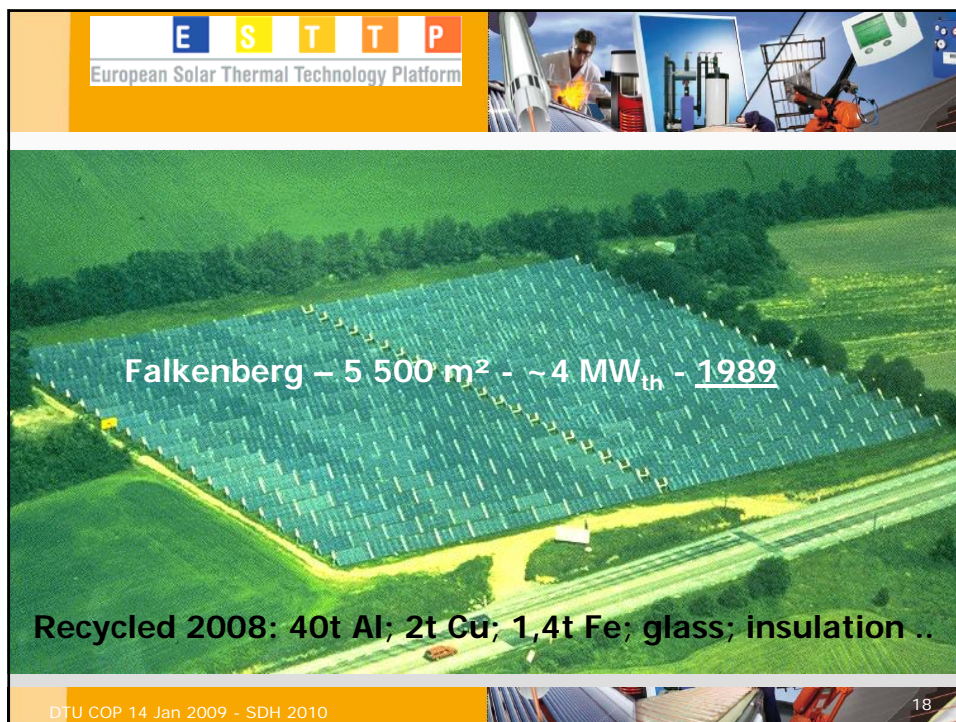 E S T T P
European Solar Thermal Technology Platform
Falkenberg – 5 500 m² - ~4 MWth - 1989
Recycled 2008: 40t Al; 2t Cu; 1,4t Fe; glass; insulation ..
DTU COP 14 Jan 2009 - SDH 2010
18